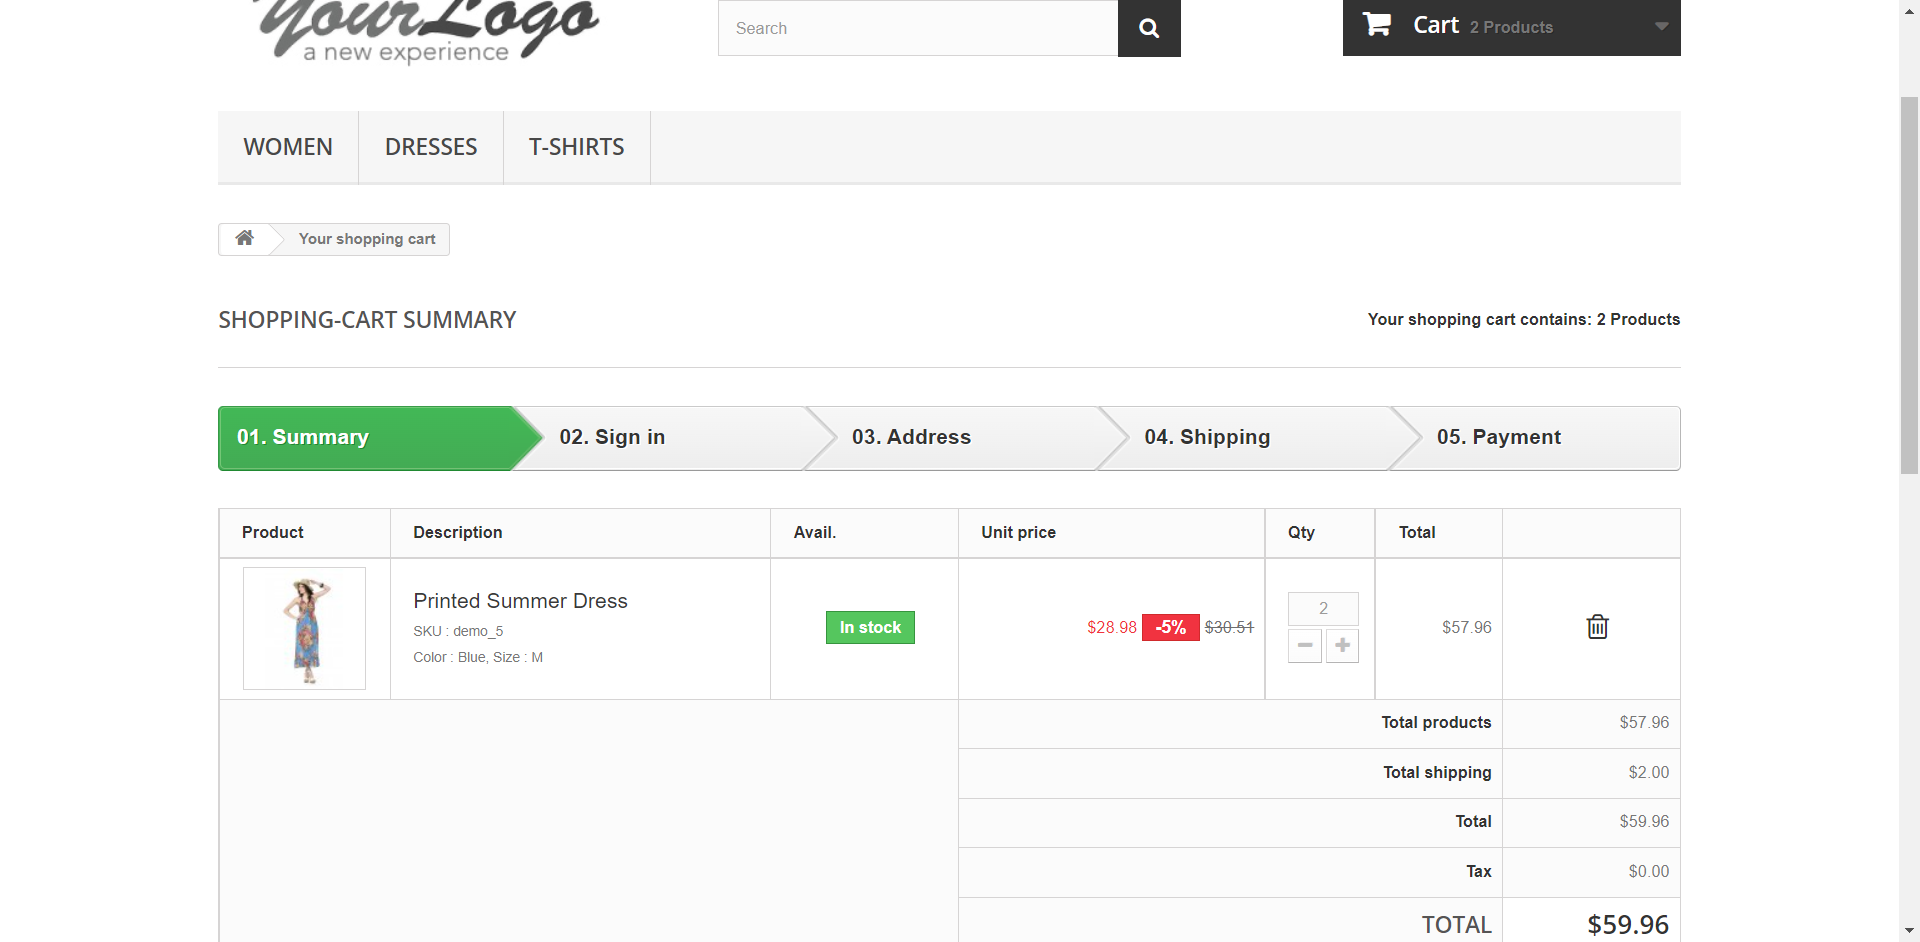 YourLogo
a new experience
Search
Cart 2 Products
WOMEN DRESSES T-SHIRTS
Your shopping cart
SHOPPING-CART SUMMARY
Your shopping cart contains: 2 Products
01. Summary 02. Sign in 03. Address 04. Shipping 05. Payment
Product Description Avail. Unit price Qty Total
Printed Summer Dress
SKU : demo_5
Color : Blue, Size : M
In stock
$28.98 -5% $30.51
2
$57.96
Total products $57.96
Total shipping $2.00
Total $59.96
Tax $0.00
TOTAL $59.96